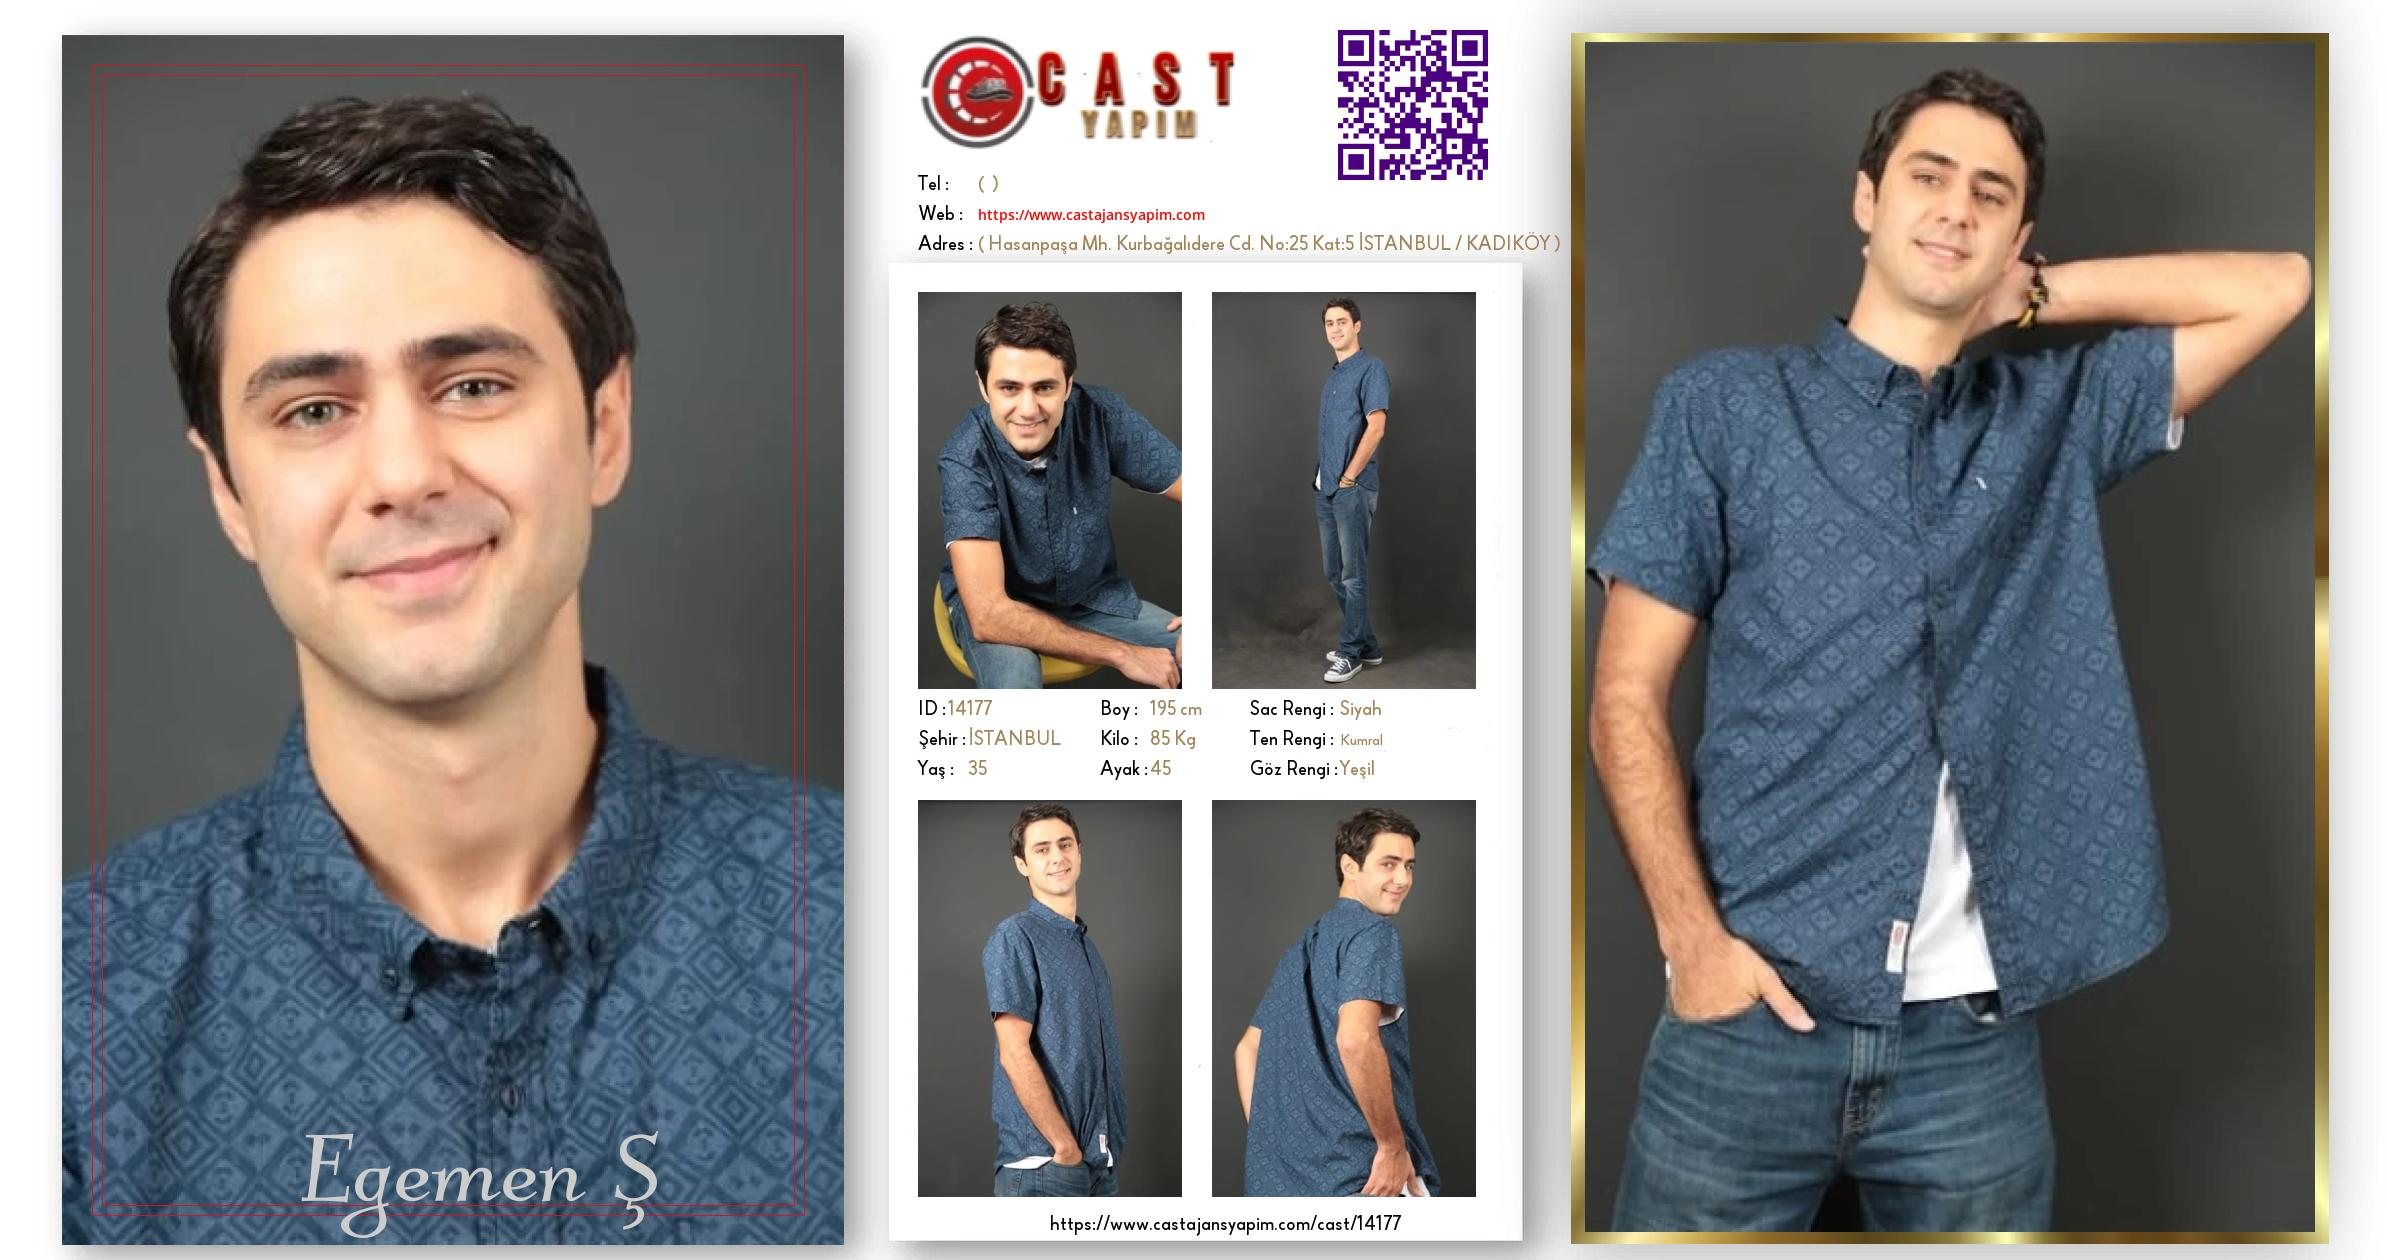 Egemen Ş
CAST
YAPIM
Tel : ( )
Web : https://www.castajansyapim.com
Adres : ( Hasanpaşa Mh. Kurbağalıdere Cd. No:25 Kat:5 İSTANBUL / KADIKÖY )
ID : 14177 Boy : 195 cm Sac Rengi : Siyah
Şehir : İSTANBUL Kilo : 85 Kg Ten Rengi : Kumral
Yaş : 35 Ayak : 45 Göz Rengi : Yeşil
https://www.castajansyapim.com/cast/14177